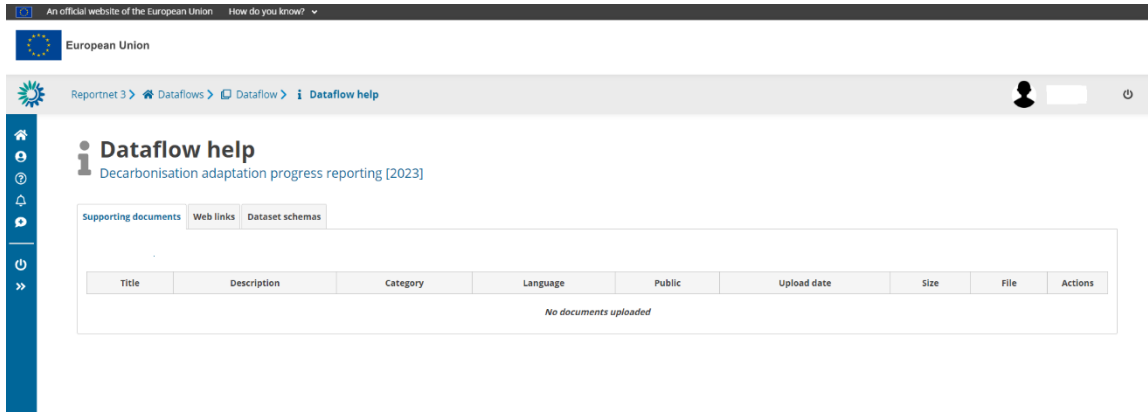 An official website of the European Union How do you know?
European Union
Reportnet 3 Dataflows Dataflow Dataflow help
Dataflow help
Decarbonisation adaptation progress reporting [2023]
Supporting documents Web links Dataset schemas
Title Description Category Language Public Upload date Size File Actions
No documents uploaded